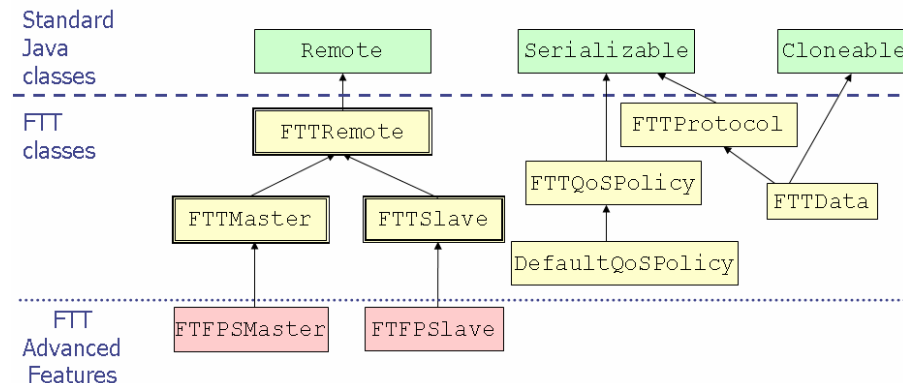 Standard
Java
classes
Remote
Serializable
Cloneable
FTT
classes
FTTRemote
FTTProtocol
FTTQoSPolicy
FTTData
FTTMaster
FTTSlave
DefaultQoSPolicy
FTT
Advanced
Features
FTFPSMaster
FTFPSlave